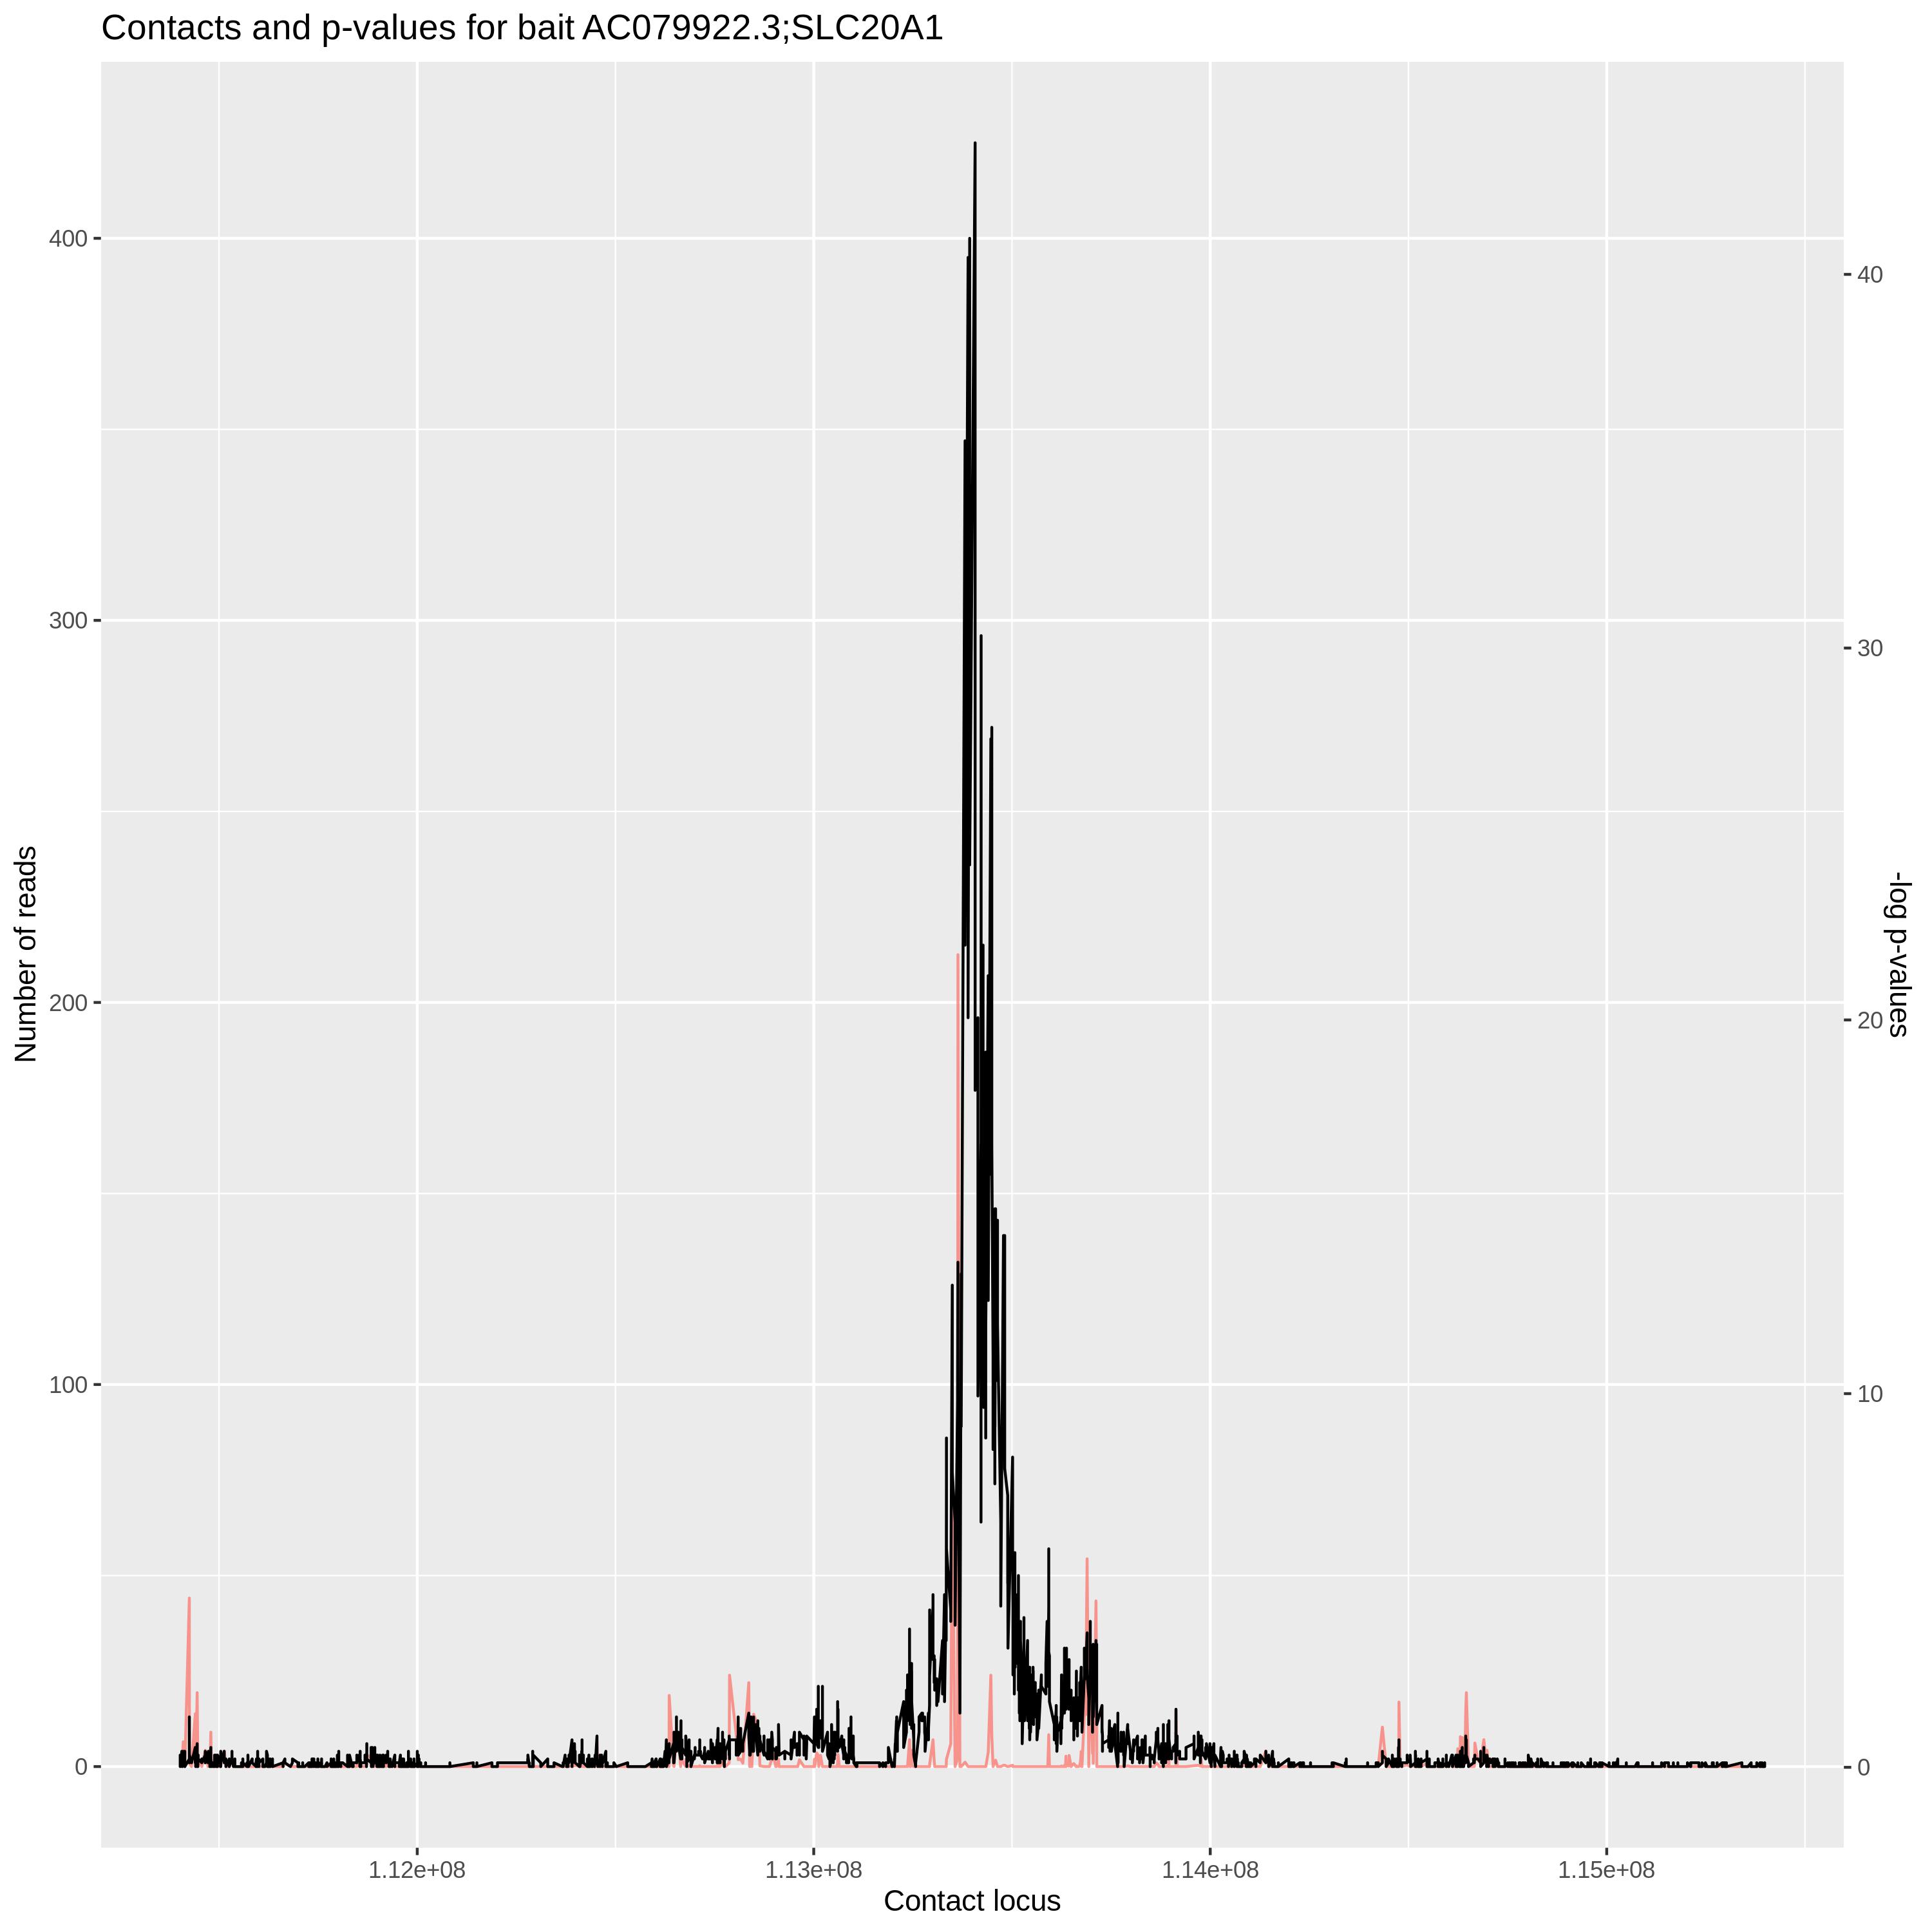 Contacts and p-values for bait AC079922.3;SLC20A1
400
300
200
100
0
Number of reads
40
30
20
10
0
-log p-values
1.12e+08
1.13e+08
1.14e+08
1.15e+08
Contact locus